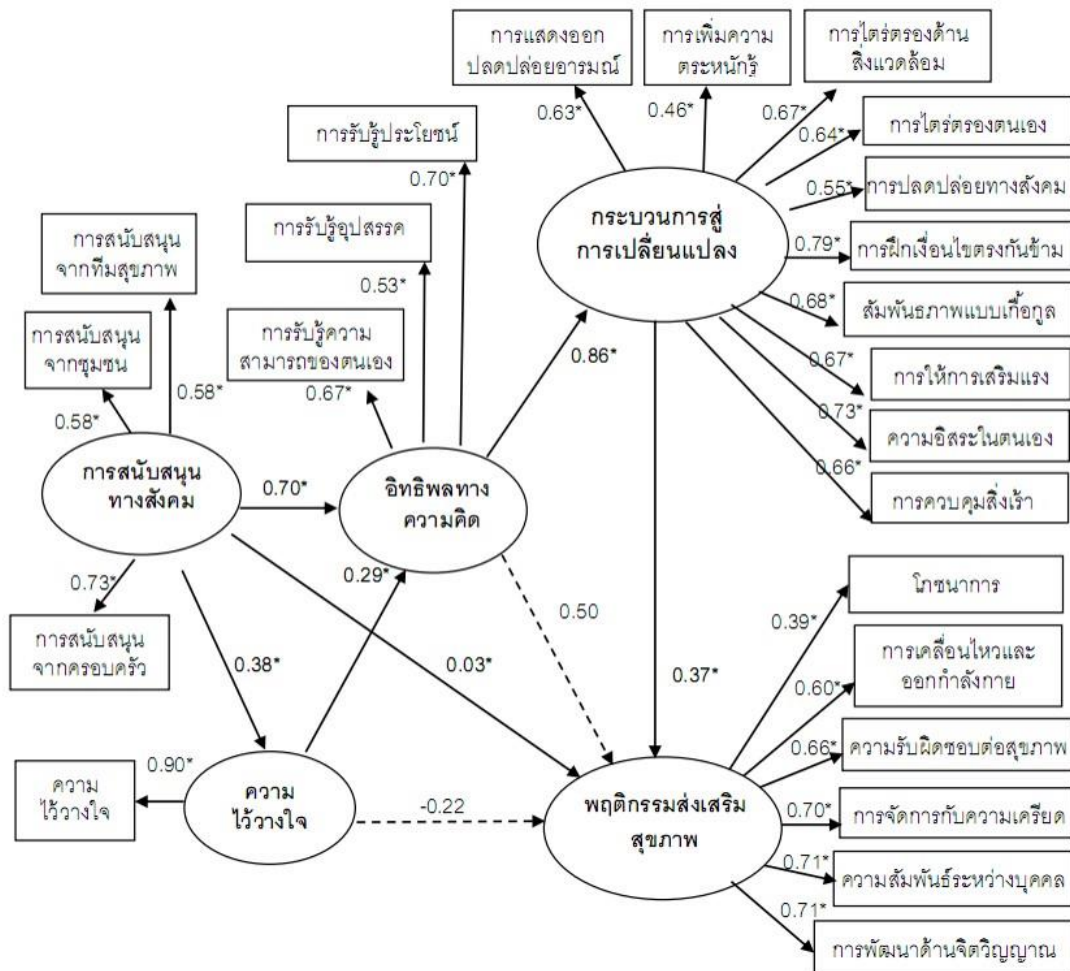 การแสดงออก
ปลดปล่อยอารมณ์
การเพิ่มความ
ตระหนักรู้
การไตร่ตรองด้าน
สิ่งแวดล้อม
0.63*
0.46*
0.67*
การไตร่ตรองตนเอง
0.64*
การรับรู้ประโยชน์
0.70*
การปลดปล่อยทางสังคม
0.55*
กระบวนการสู่
การเปลี่ยนแปลง
การฝึกเงื่อนไขตรงกันข้าม
0.79*
การรับรู้อุปสรรค
0.53*
การสนับสนุน
จากทีมสุขภาพ
0.58*
สัมพันธภาพแบบเกื้อกูล
0.68*
การสนับสนุน
จากชุมชน
0.58*
การรับรู้ความ
สามารถของตนเอง
0.67*
0.86*
การให้การเสริมแรง
0.67*
ความอิสระในตนเอง
0.73*
การควบคุมสิ่งเร้า
0.66*
การสนับสนุน
ทางสังคม
0.70*
อิทธิพลทาง
ความคิด
0.73*
การสนับสนุน
จากครอบครัว
0.29*
0.50
0.38*
0.03*
0.37*
โภชนาการ
0.39*
การเคลื่อนไหวและ
ออกกำลังกาย
0.60*
ความรับผิดชอบต่อสุขภาพ
0.66*
ความ
ไว้วางใจ
0.90*
ความ
ไว้วางใจ
-0.22
พฤติกรรมส่งเสริม
สุขภาพ
การจัดการกับความเครียด
0.70*
ความสัมพันธ์ระหว่างบุคคล
0.71*
การพัฒนาด้านจิตวิญญาณ
0.71*